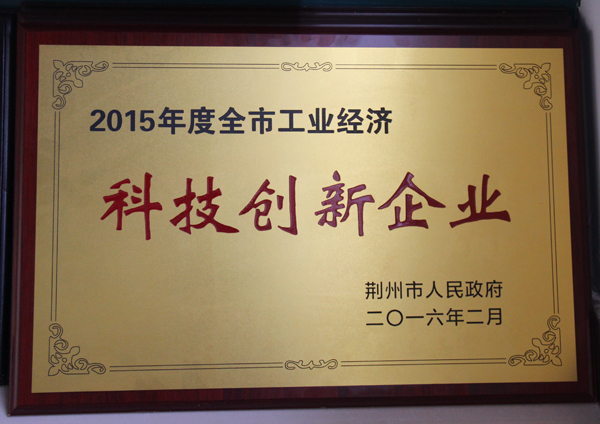 2015年度全市工业经济
科技创新企业
荆州市人民政府
二〇一六年二月